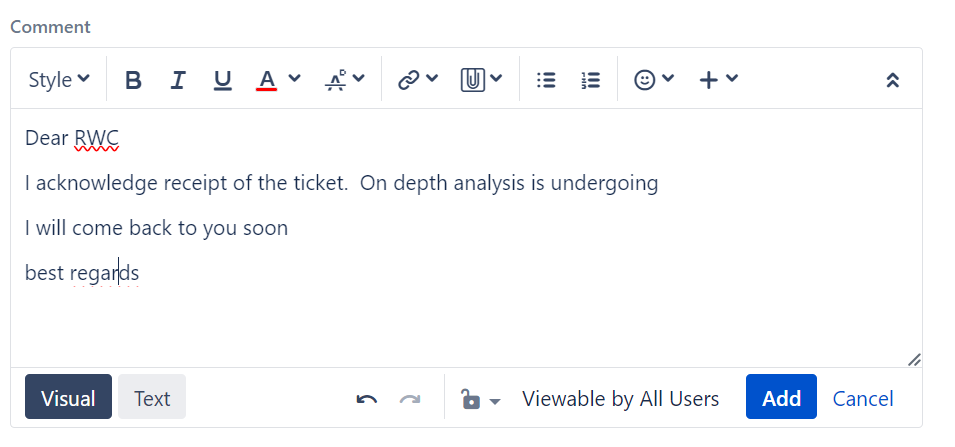 Comment
Style B I U A
Dear RWC
I acknowledge receipt of the ticket.  On depth analysis is undergoing
I will come back to you soon
best regards
Visual Text Viewable by All Users Add Cancel